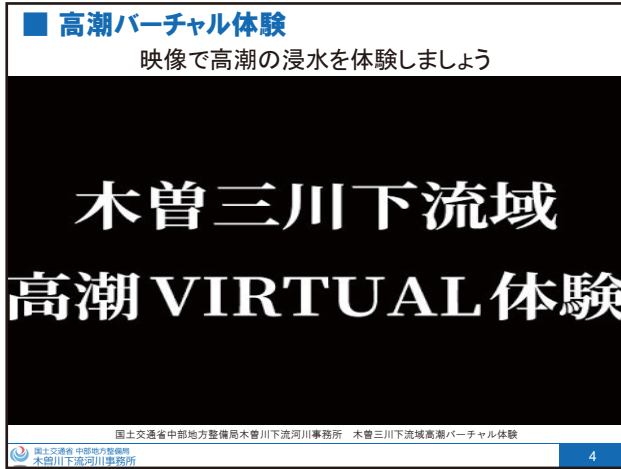 ■ 高潮バーチャル体験
映像で高潮の浸水を体験しましょう
木曽三川下流域
高潮VIRTUAL体験
国土交通省中部地方整備局木曽川下流河川事務所　木曽三川下流域高潮バーチャル体験
国土交通省 中部地方整備局
木曽川下流河川事務所
4